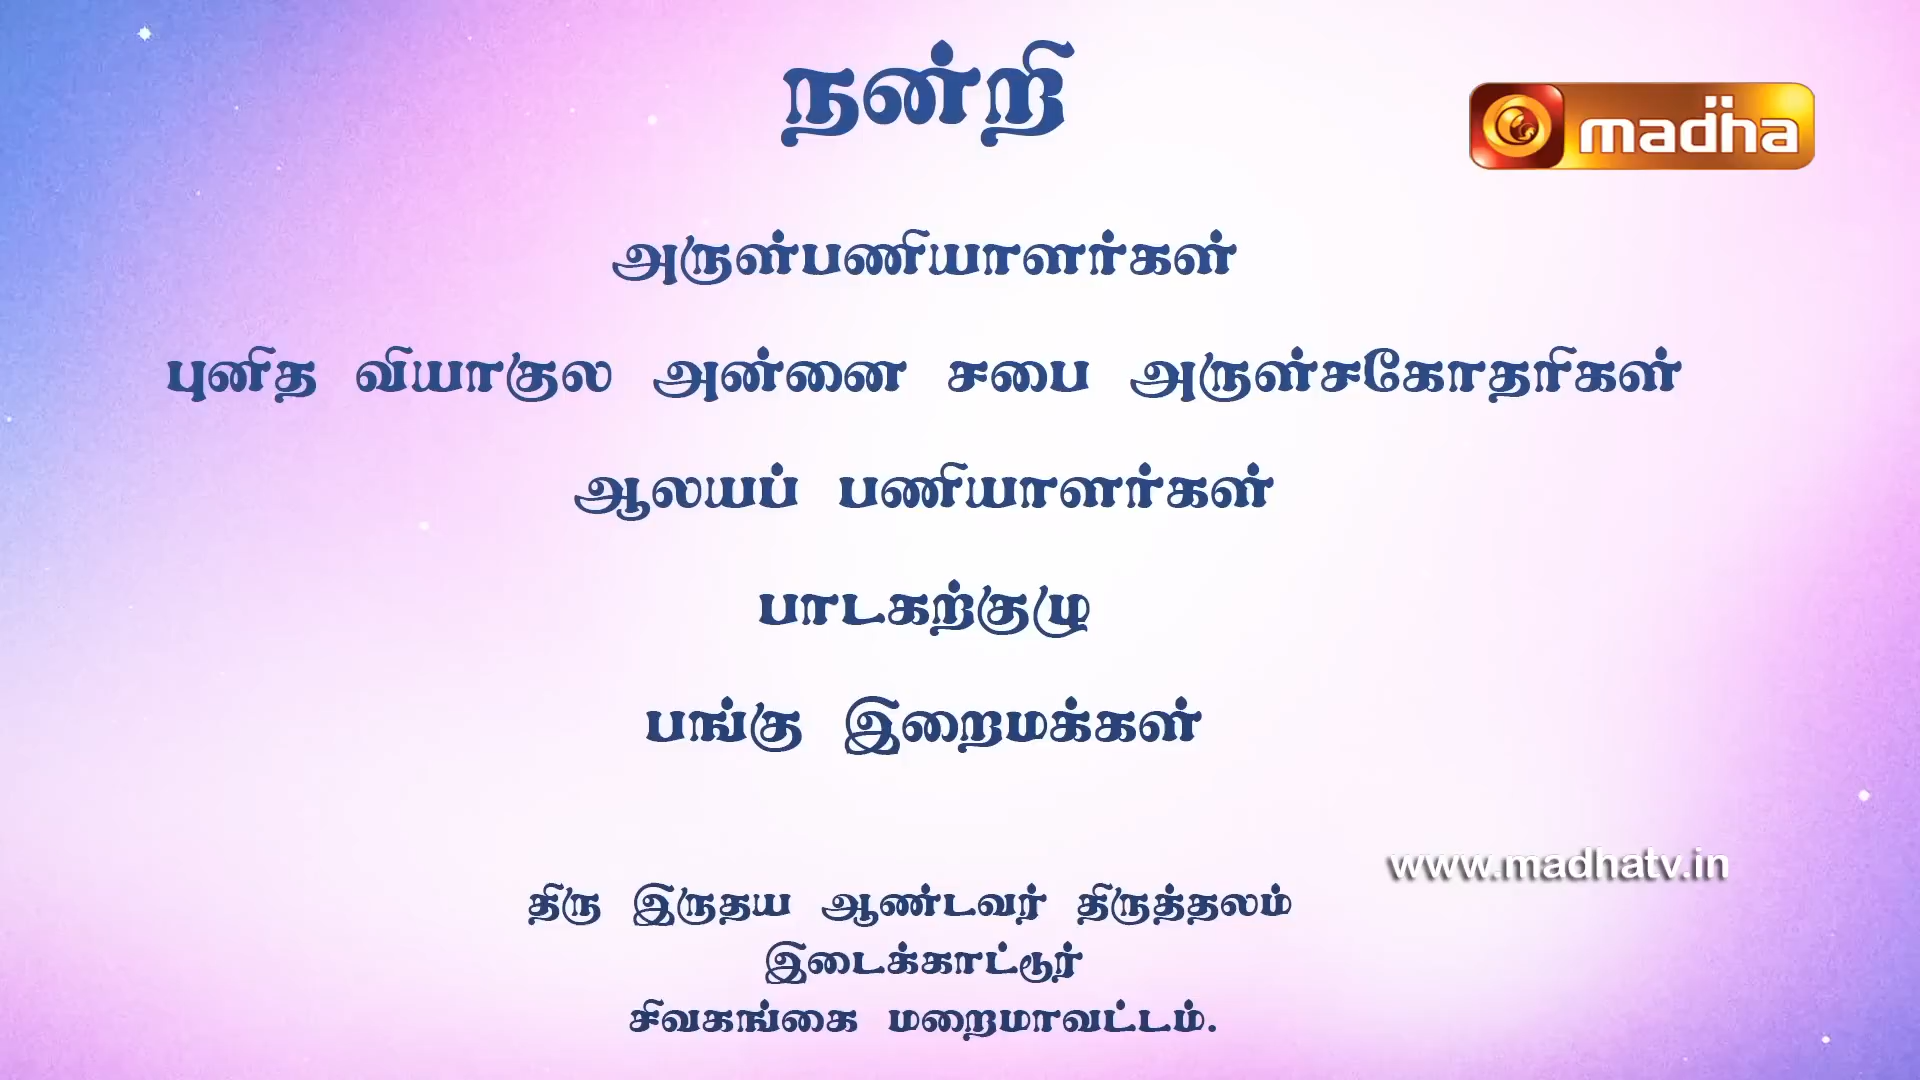 நன்றி
madha
அருள்பணியாளர்கள்
புனித வியாகுல அன்னை சபை அருள்சகோதரிகள்
ஆலயப் பணியாளர்கள்
பாடகற்குழு
பங்கு இறைமக்கள்
www.madhatv.in
திரு இருதய ஆண்டவர் திருத்தலம்
இடைக்காட்டூர்
சிவகங்கை மறைமாவட்டம்.